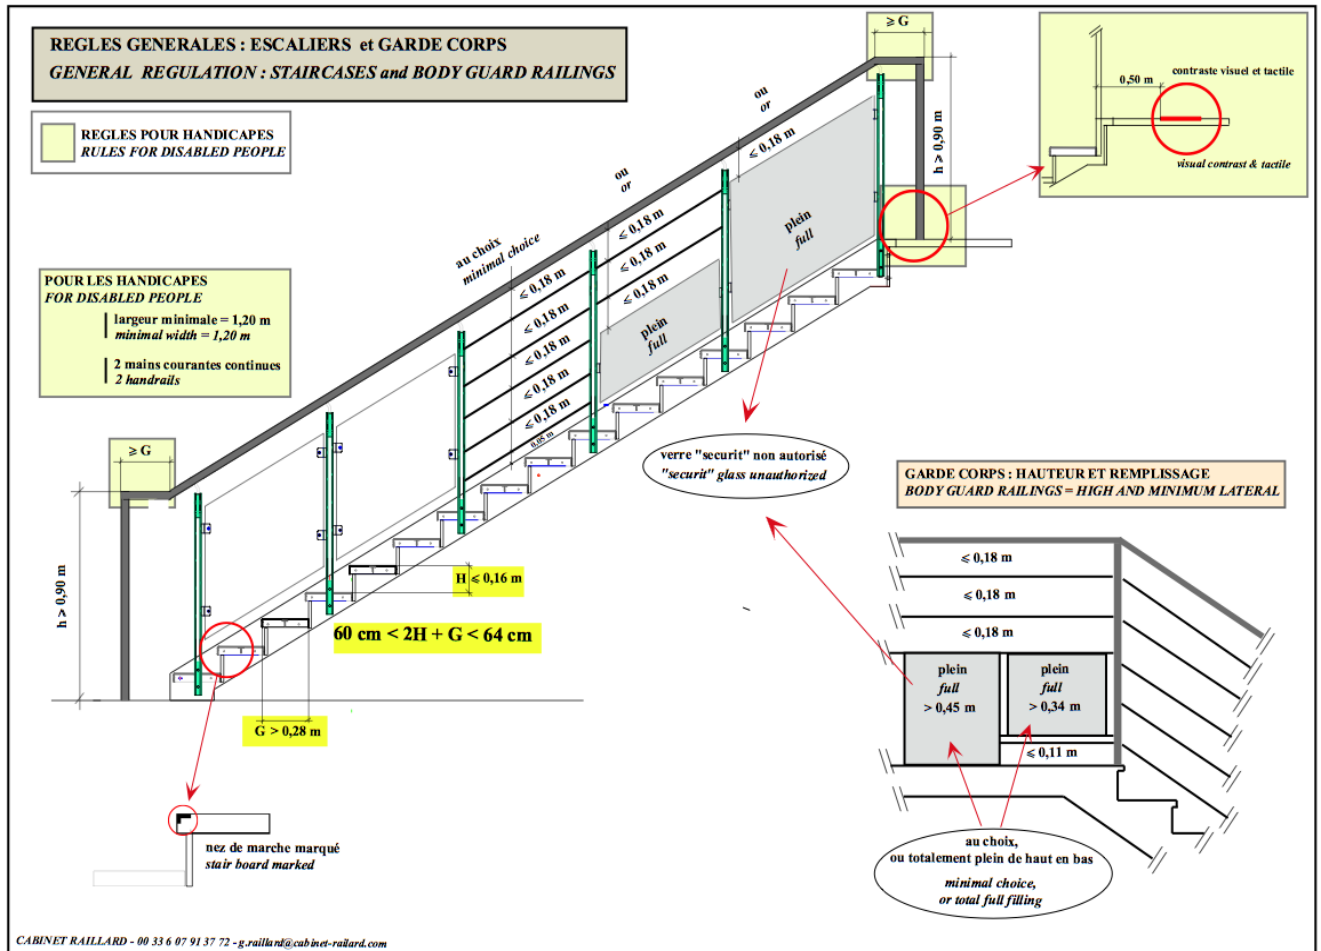 REGLES GENERALES : ESCALIERS et GARDE CORPS
GENERAL REGULATION : STAIRCASES and BODY GUARD RAILINGS
REGLES POUR HANDICAPES
RULES FOR DISABLED PEOPLE
≥ G
0,50 m
contraste visuel et tactile
visual contrast & tactile
h ≥ 0,90 m
ou
or
⩽ 0,18 m
plein
full
ou
or
⩽ 0,18 m
⩽ 0,18 m
⩽ 0,18 m
plein
full
au choix
minimal choice
⩽ 0,18 m
⩽ 0,18 m
⩽ 0,18 m
⩽ 0,18 m
⩽ 0,18 m
0,05 m
POUR LES HANDICAPES
FOR DISABLED PEOPLE
largeur minimale = 1,20 m
minimal width = 1,20 m
2 mains courantes continues
2 handrails
≥ G
h ≥ 0,90 m
verre "securit" non autorisé
"securit" glass unauthorized
H ⩽ 0,16 m
60 cm < 2H + G < 64 cm
G > 0,28 m
nez de marche marqué
stair board marked
GARDE CORPS : HAUTEUR ET REMPLISSAGE
BODY GUARD RAILINGS = HIGH AND MINIMUM LATERAL
⩽ 0,18 m
⩽ 0,18 m
⩽ 0,18 m
plein
full
> 0,45 m
plein
full
> 0,34 m
⩽ 0,11 m
au choix,
ou totalement plein de haut en bas
minimal choice,
or total full filling
CABINET RAILLARD - 00 33 6 07 91 37 72 - g.raillard@cabinet-railard.com